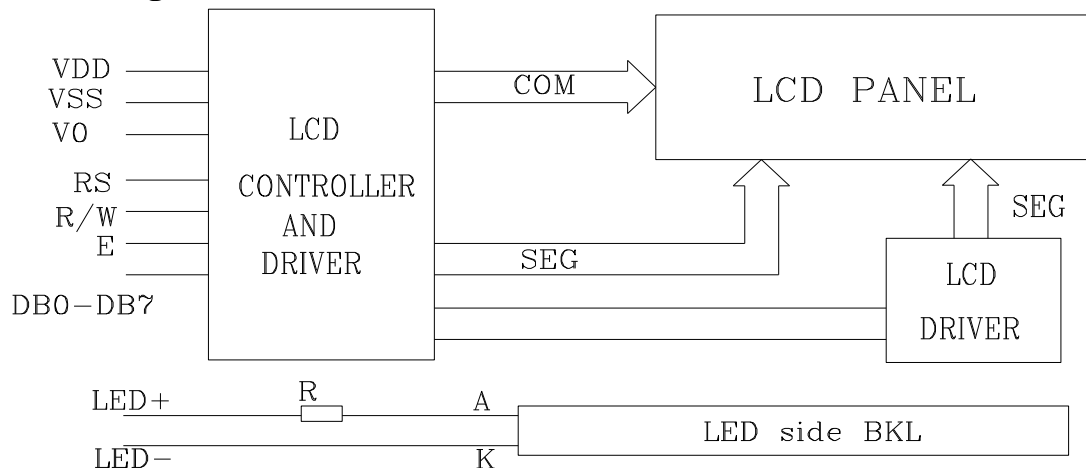 VDD
VSS
V0
RS
R/W
E
DB0-DB7
LCD
CONTROLLER
AND
DRIVER
COM
LCD PANEL
SEG
SEG
LCD
DRIVER
LED+
R
A
LED side BKL
LED-
K